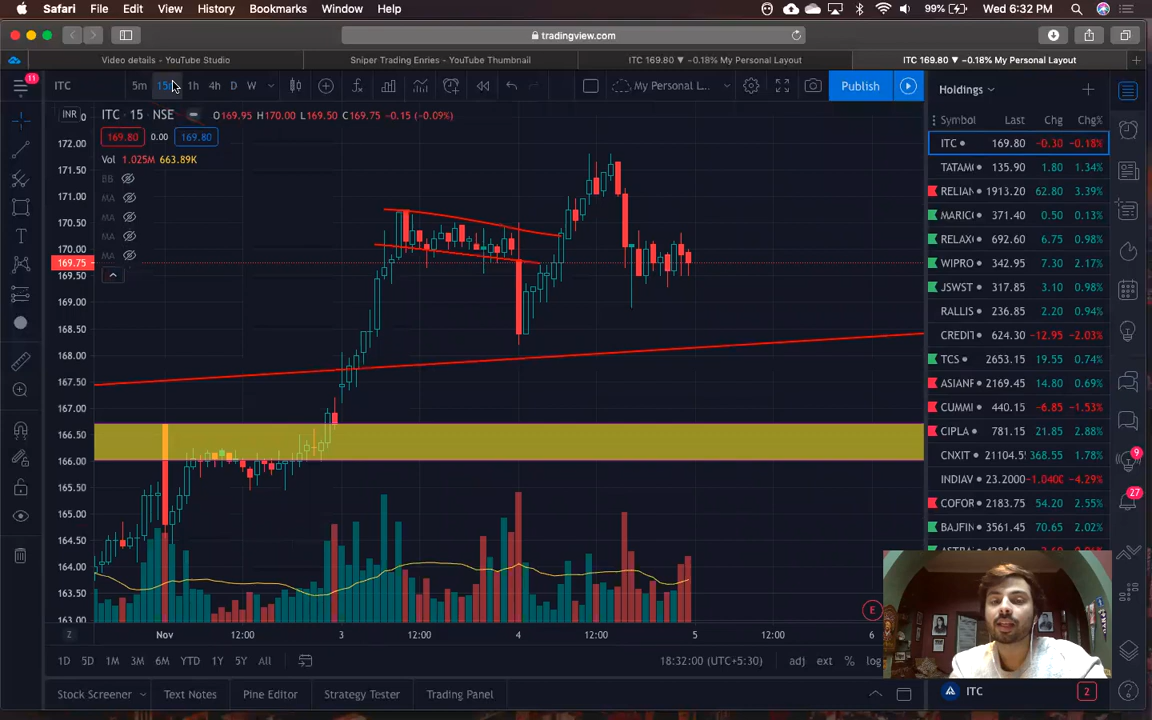 Safari File Edit View History Bookmarks Window Help 99% Wed 6:32 PM
tradingview.com
Video details - YouTube Studio
Sniper Trading Enries - YouTube Thumbnail
ITC 169.80 ▼ −0.18% My Personal Layout
ITC 169.80 ▼ −0.18% My Personal Layout
11
ITC 5m 15m 1h 4h D W My Personal L... Publish
Holdings
INR ITC · 15 NSE O169.95 H170.00 L169.50 C169.75 −0.15 (−0.09%)
169.80 0.00 169.80
Vol 1.025M 663.89K
BB
MA
MA
MA
MA
172.00
171.50
171.00
170.50
170.00
169.75
169.50
169.00
168.50
168.00
167.50
167.00
166.50
166.00
165.50
165.00
164.50
164.00
163.50
163.00
Symbol Last Chg Chg%
ITC 169.80 −0.30 −0.18%
TATAM 135.90 1.80 1.34%
RELIAN 1913.20 62.80 3.39%
MARIC 371.40 0.50 0.13%
RELAX 692.60 6.75 0.98%
WIPRO 342.95 7.30 2.17%
JSWST 317.85 3.10 0.98%
RALLIS 236.85 2.20 0.94%
CREDIT 624.30 −12.95 −2.03%
TCS 2653.15 19.55 0.74%
ASIANF 2169.45 14.80 0.69%
CUMMI 440.15 −6.85 −1.53%
CIPLA 781.15 21.85 2.88%
CNXIT 21104.5 368.55 1.78%
INDIAV 23.2000 −1.0400 −4.29%
COFOR 2183.75 54.20 2.55%
BAJFIN 3561.45 70.65 2.02%
9
27
E
Z Nov 12:00 3 12:00 4 12:00 5 12:00 6
1D 5D 1M 3M 6M YTD 1Y 5Y All 18:32:00 (UTC+5:30) adj ext % log
Stock Screener Text Notes Pine Editor Strategy Tester Trading Panel
ITC 2